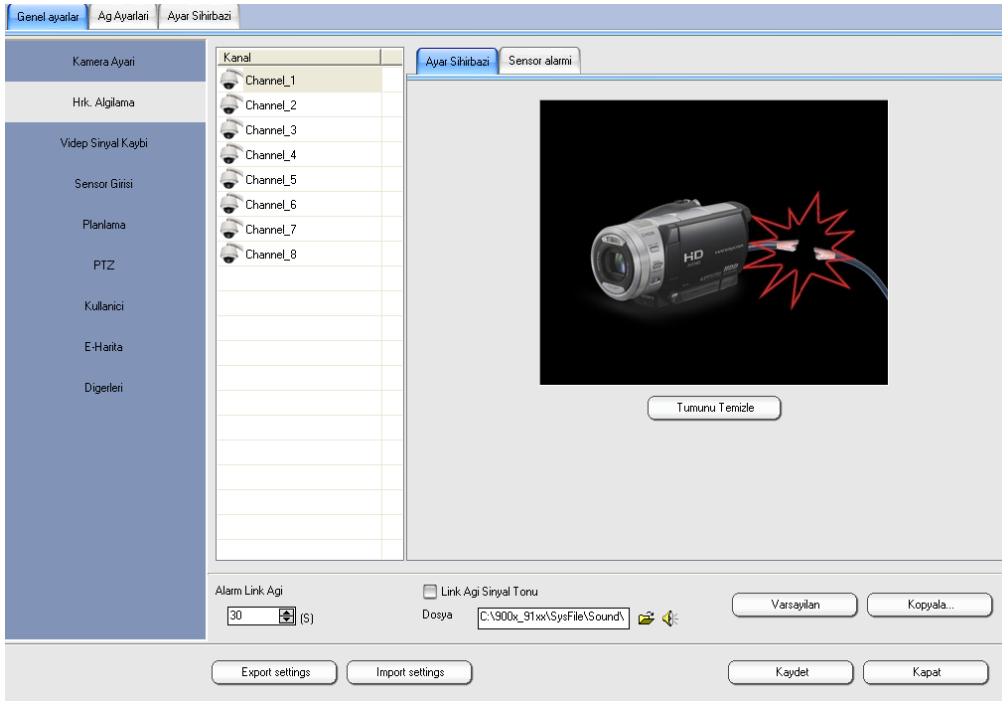 Genel ayarlar
Ag Ayarlari
Ayar Sihirbazi
Kamera Ayari
Hrk. Algilama
Videp Sinyal Kaybi
Sensor Girisi
Planlama
PTZ
Kullanici
E-Harita
Digerleri
Kanal
Channel_1
Channel_2
Channel_3
Channel_4
Channel_5
Channel_6
Channel_7
Channel_8
Ayar Sihirbazi
Sensor alarmi
HD
HDD
Tumunu Temizle
Alarm Link Agi
30 (S)
Link Agi Sinyal Tonu
Dosya C:\900x_91xx\SysFile\Sound\
Varsayilan
Kopyala...
Export settings
Import settings
Kaydet
Kapat